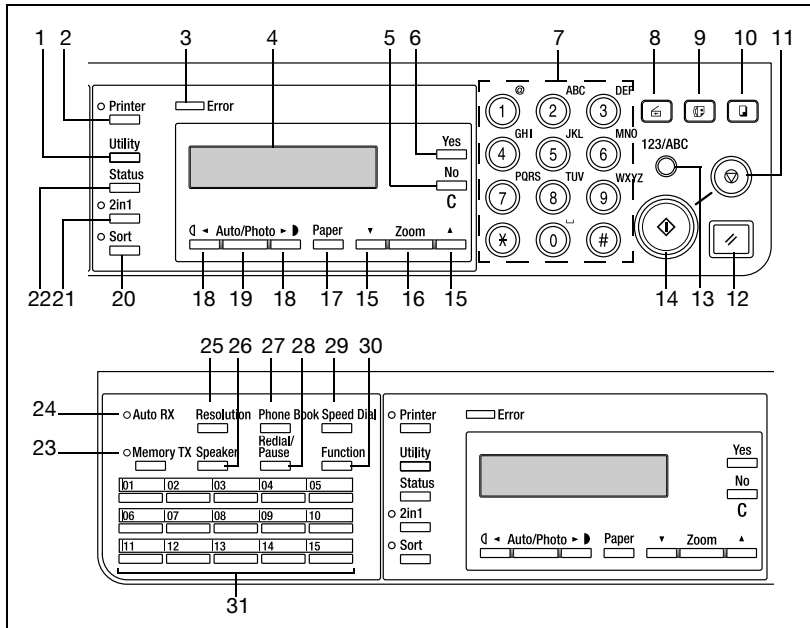 1 2 3 4 5 6 7 8 9 10 11
Printer Error
Utility
Status
2in1
Sort
Yes
No
C
Auto/Photo Paper Zoom
@ ABC DEF
1 2 3
GHI JKL MNO
4 5 6
PQRS TUV WXYZ
7 8 9
* 0 #
123/ABC
22 21 20 18 19 18 17 15 16 15 14 13 12
25 26 27 28 29 30
24 Auto RX Resolution Phone Book Speed Dial
23 Memory TX Speaker Redial/Pause Function
01 02 03 04 05
06 07 08 09 10
11 12 13 14 15
31
Printer Error
Utility
Status
2in1
Sort
Yes
No
C
Auto/Photo Paper Zoom